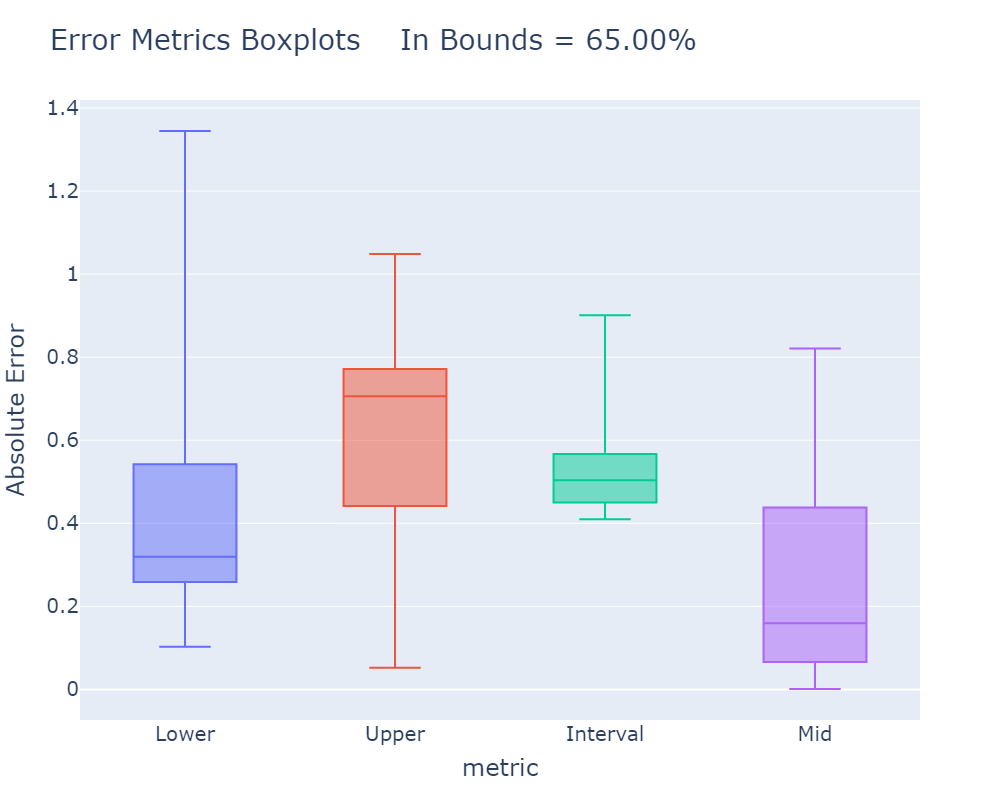 Error Metrics Boxplots    In Bounds = 65.00%
1.4
1.2
1
0.8
0.6
0.4
0.2
0
Absolute Error
Lower Upper Interval Mid
metric